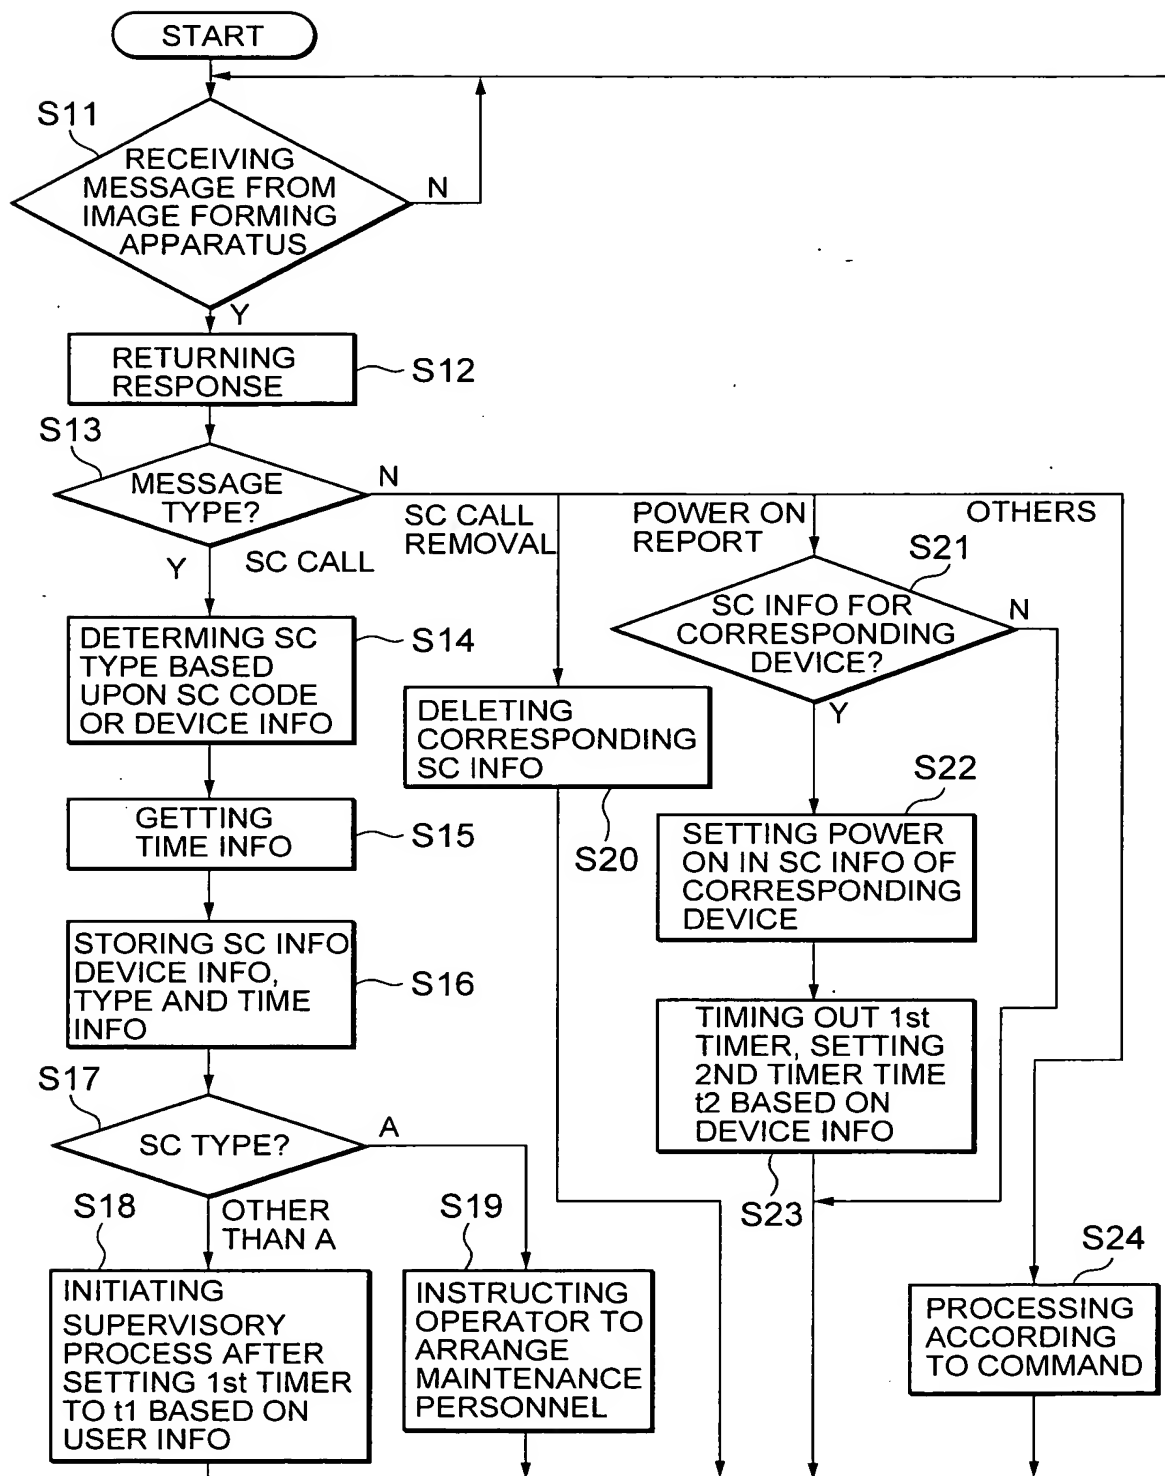 START
S11
RECEIVING
MESSAGE FROM
IMAGE FORMING
APPARATUS
N
Y
RETURNING
RESPONSE
S12
S13
MESSAGE
TYPE?
N
Y
SC CALL
SC CALL
REMOVAL
POWER ON
REPORT
OTHERS
DETERMING SC
TYPE BASED
UPON SC CODE
OR DEVICE INFO
S14
GETTING
TIME INFO
S15
STORING SC INFO
DEVICE INFO,
TYPE AND TIME
INFO
S16
S17
SC TYPE?
A
OTHER
THAN A
S18
INITIATING
SUPERVISORY
PROCESS AFTER
SETTING 1st TIMER
TO t1 BASED ON
USER INFO
S19
INSTRUCTING
OPERATOR TO
ARRANGE
MAINTENANCE
PERSONNEL
DELETING
CORRESPONDING
SC INFO
S20
S21
SC INFO FOR
CORRESPONDING
DEVICE?
N
Y
S22
SETTING POWER
ON IN SC INFO OF
CORRESPONDING
DEVICE
TIMING OUT 1st
TIMER, SETTING
2ND TIMER TIME
t2 BASED ON
DEVICE INFO
S23
S24
PROCESSING
ACCORDING
TO COMMAND